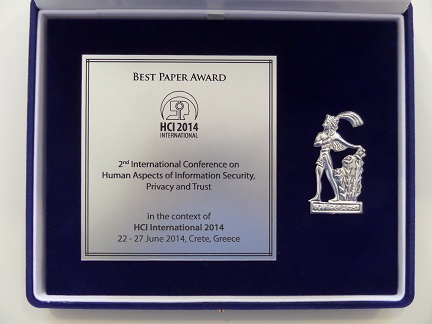 BEST PAPER AWARD
HCI 2014
INTERNATIONAL
2nd International Conference on
Human Aspects of Information Security,
Privacy and Trust
in the context of
HCI International 2014
22 - 27 June 2014, Crete, Greece